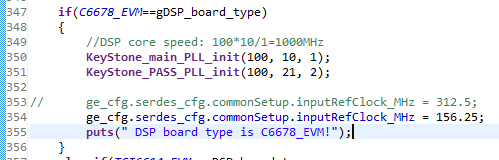 347 if(C6678_EVM==gDSP_board_type)
348 {
349 //DSP core speed: 100*10/1=1000MHz
350 KeyStone_main_PLL_init(100, 10, 1);
351 KeyStone_PASS_PLL_init(100, 21, 2);
352
353 // ge_cfg.serdes_cfg.commonSetup.inputRefClock_MHz = 312.5;
354 ge_cfg.serdes_cfg.commonSetup.inputRefClock_MHz = 156.25;
355 puts(" DSP board type is C6678_EVM!");
356 }